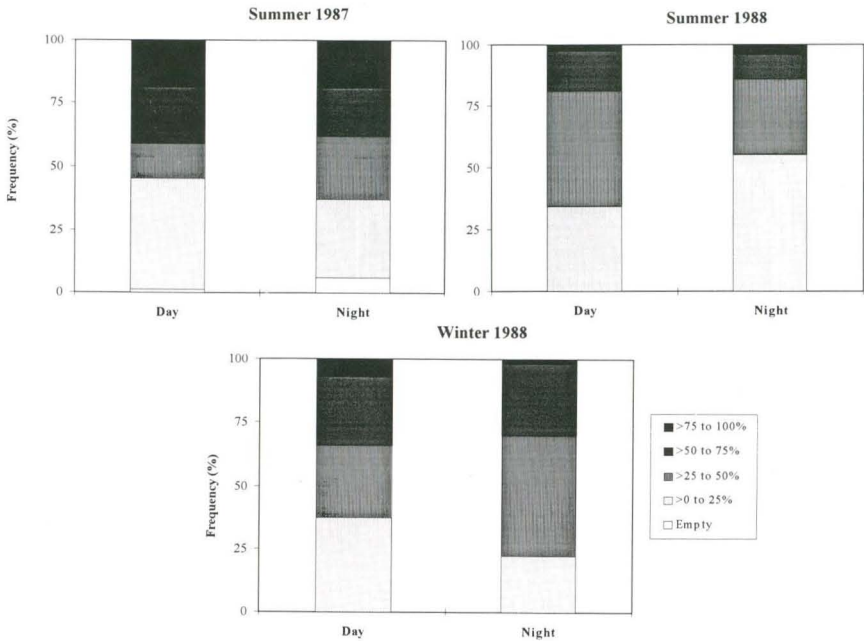 Summer 1987
100
75
50
25
0
Frequency (%)
Day Night
Summer 1988
100
75
50
25
0
Day Night
Winter 1988
100
75
50
25
0
Frequency (%)
Day Night
>75 to 100%
>50 to 75%
>25 to 50%
>0 to 25%
Empty